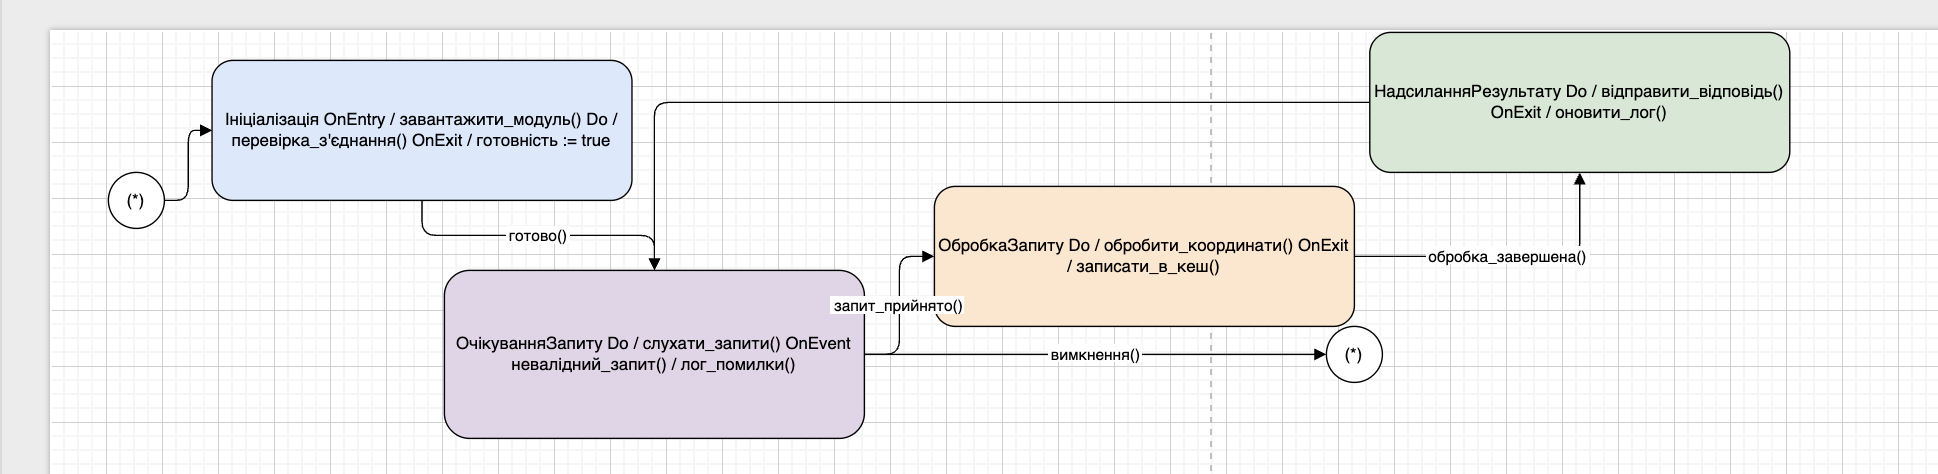 (*)
Ініціалізація OnEntry / завантажити_модуль() Do /
перевірка_з'єднання() OnExit / готовність := true
готово()
ОчікуванняЗапиту Do / слухати_запити() OnEvent
невалідний_запит() / лог_помилки()
запит_прийнято()
ОбробкаЗапиту Do / обробити_координати() OnExit
/ записати_в_кеш()
обробка_завершена()
НадсиланняРезультату Do / відправити_відповідь()
OnExit / оновити_лог()
вимкнення()
(*)